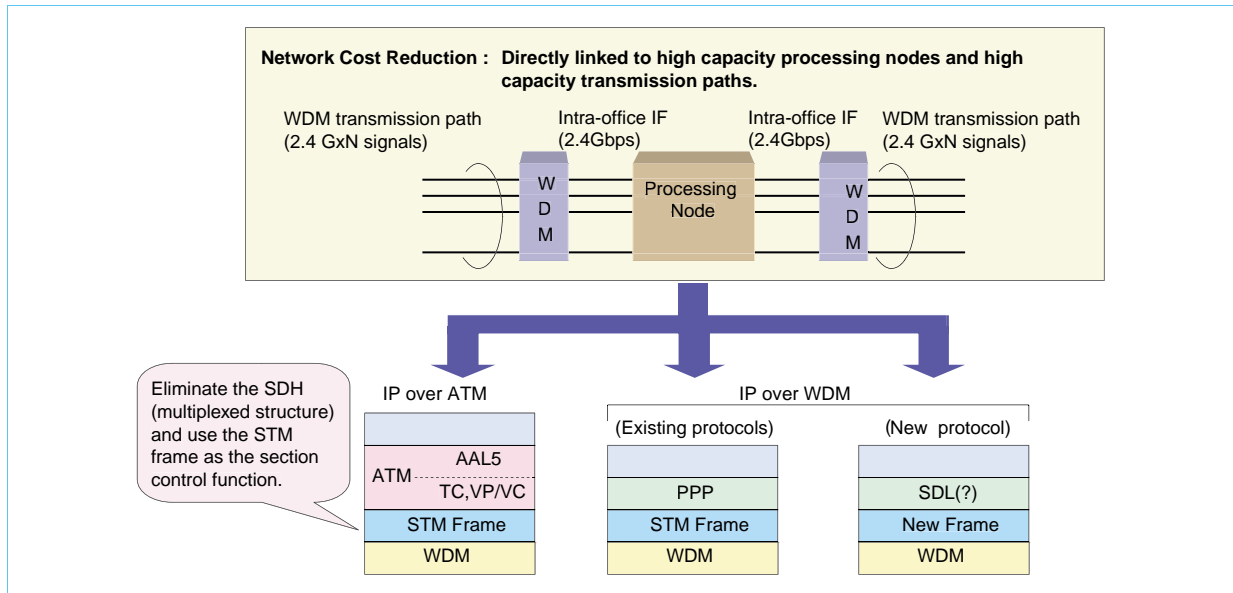 Network Cost Reduction : Directly linked to high capacity processing nodes and high
capacity transmission paths.
WDM transmission path
(2.4 GxN signals)
Intra-office IF
(2.4Gbps)
Intra-office IF
(2.4Gbps)
WDM transmission path
(2.4 GxN signals)
W
D
M
Processing
Node
W
D
M
Eliminate the SDH
(multiplexed structure)
and use the STM
frame as the section
control function.
IP over ATM
ATM
AAL5
TC,VP/VC
STM Frame
WDM
IP over WDM
(Existing protocols)
PPP
STM Frame
WDM
(New protocol)
SDL(?)
New Frame
WDM